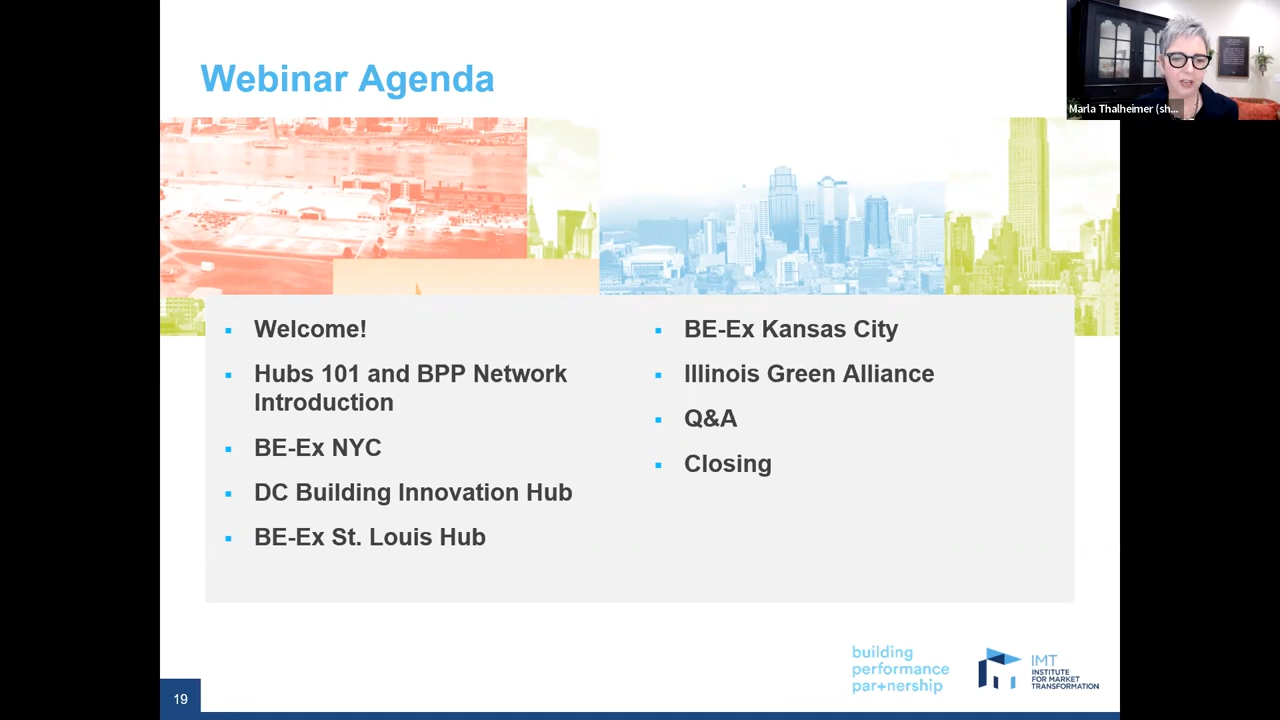 Webinar Agenda
Marla Thalheimer (sh...
Welcome!
Hubs 101 and BPP Network
Introduction
BE-Ex NYC
DC Building Innovation Hub
BE-Ex St. Louis Hub
BE-Ex Kansas City
Illinois Green Alliance
Q&A
Closing
building
performance
par+nership
IMT
INSTITUTE
FOR MARKET
TRANSFORMATION
19